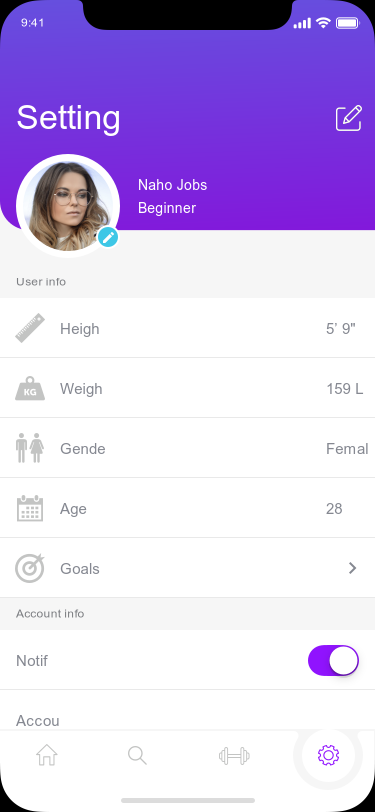 9:41
Setting
Naho Jobs
Beginner
User info
Heigh
5' 9"
KG
Weigh
159 L
Gende
Femal
Age
28
Goals
Account info
Notif
Accou